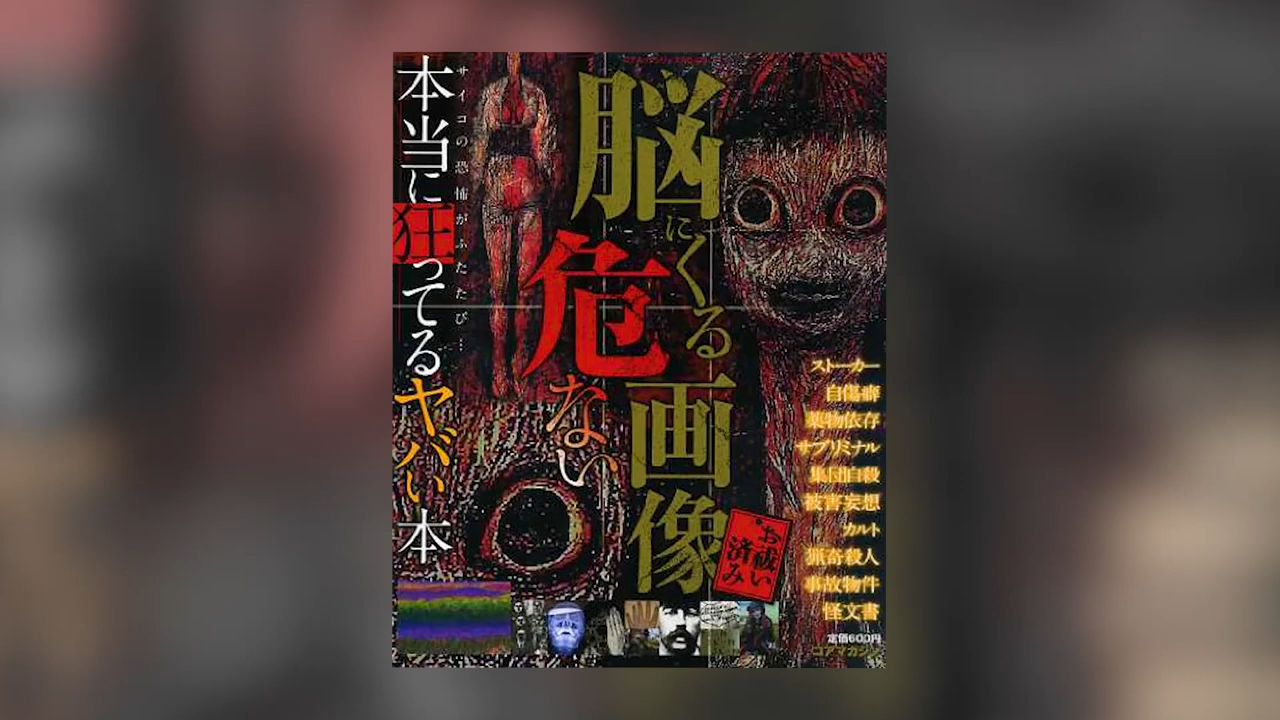 本当に狂ってるヤバい本
サイコの恐怖がふたたび…
脳にくる画像
危ない
お祓い
済み
ストーカー
自傷癖
薬物依存
サブリミナル
集団自殺
被害妄想
カルト
猟奇殺人
事故物件
怪文書
定価600円
コアマガジン